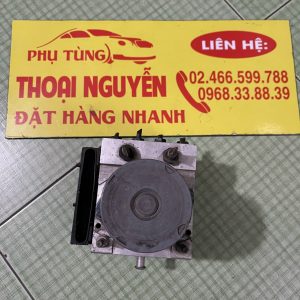 PHỤ TÙNG
THOẠI NGUYỄN
ĐẶT HÀNG NHANH
LIÊN HỆ:
02.466.599.788
0968.33.88.39